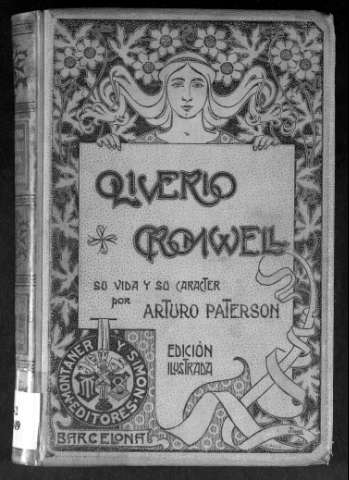 OLIVERIO
CROMWELL
SU VIDA Y SU CARACTER
por ARTURO PATERSON
EDICIÓN
ILUSTRADA
MONTANER Y SIMON
EDITORES
BARCELONA